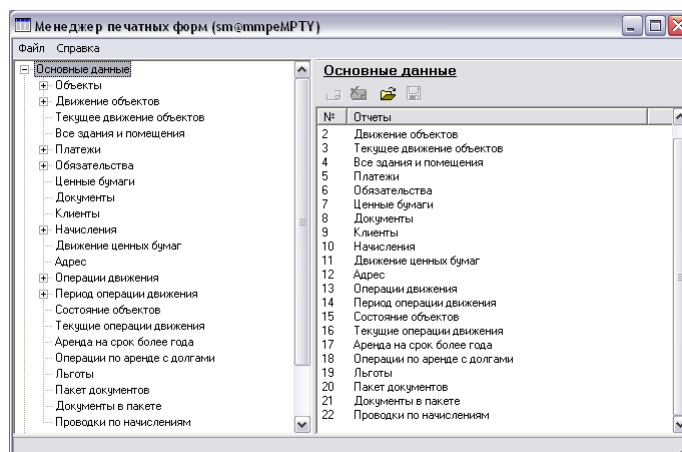 Менеджер печатных форм (sm@mmpeMPTY)
Файл Справка
Основные данные
Объекты
Движение объектов
Текущее движение объектов
Все здания и помещения
Платежи
Обязательства
Ценные бумаги
Документы
Клиенты
Начисления
Движение ценных бумаг
Адрес
Операции движения
Период операции движения
Состояние объектов
Текущие операции движения
Аренда на срок более года
Операции по аренде с долгами
Льготы
Пакет документов
Документы в пакете
Проводки по начислениям
Основные данные
№ Отчеты
2 Движение объектов
3 Текущее движение объектов
4 Все здания и помещения
5 Платежи
6 Обязательства
7 Ценные бумаги
8 Документы
9 Клиенты
10 Начисления
11 Движение ценных бумаг
12 Адрес
13 Операции движения
14 Период операции движения
15 Состояние объектов
16 Текущие операции движения
17 Аренда на срок более года
18 Операции по аренде с долгами
19 Льготы
20 Пакет документов
21 Документы в пакете
22 Проводки по начислениям